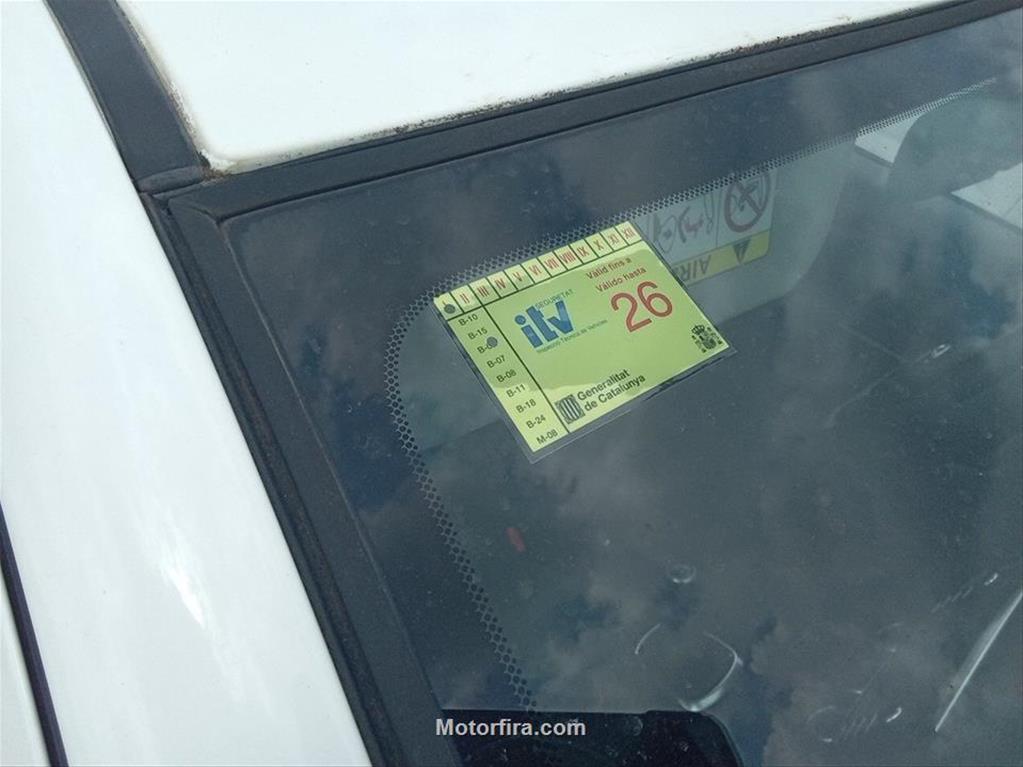 II III IV V VI VII VIII IX X XI XII
B-10
B-15
B-07
B-08
B-11
B-18
B-24
M-08
SEGURETAT
itv
Inspecció Tècnica de Vehicles
Vàlid fins a
Válido hasta
26
Generalitat
de Catalunya
Motorfira.com